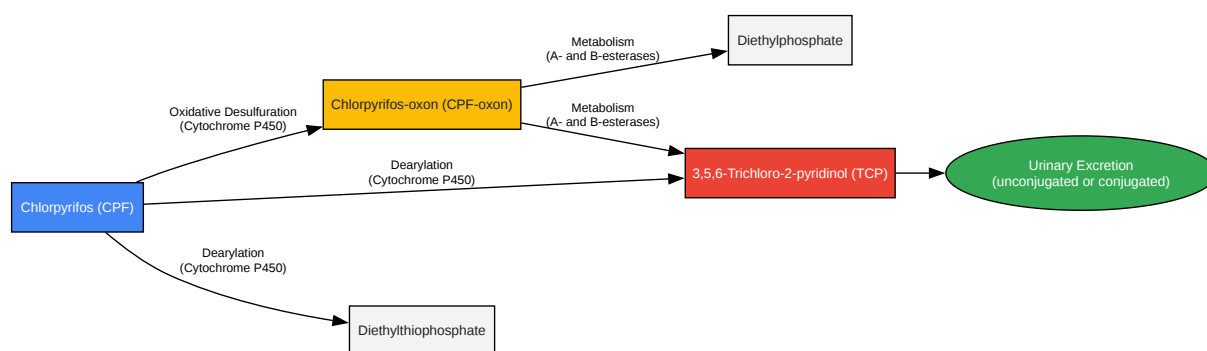 Diethylphosphate
Metabolism
(A- and B-esterases)
Chlorpyrifos-oxon (CPF-oxon)
Oxidative Desulfuration
(Cytochrome P450)
Metabolism
(A- and B-esterases)
Dearylation
(Cytochrome P450)
3,5,6-Trichloro-2-pyridinol (TCP)
Urinary Excretion
(unconjugated or conjugated)
Chlorpyrifos (CPF)
Dearylation
(Cytochrome P450)
Diethylthiophosphate